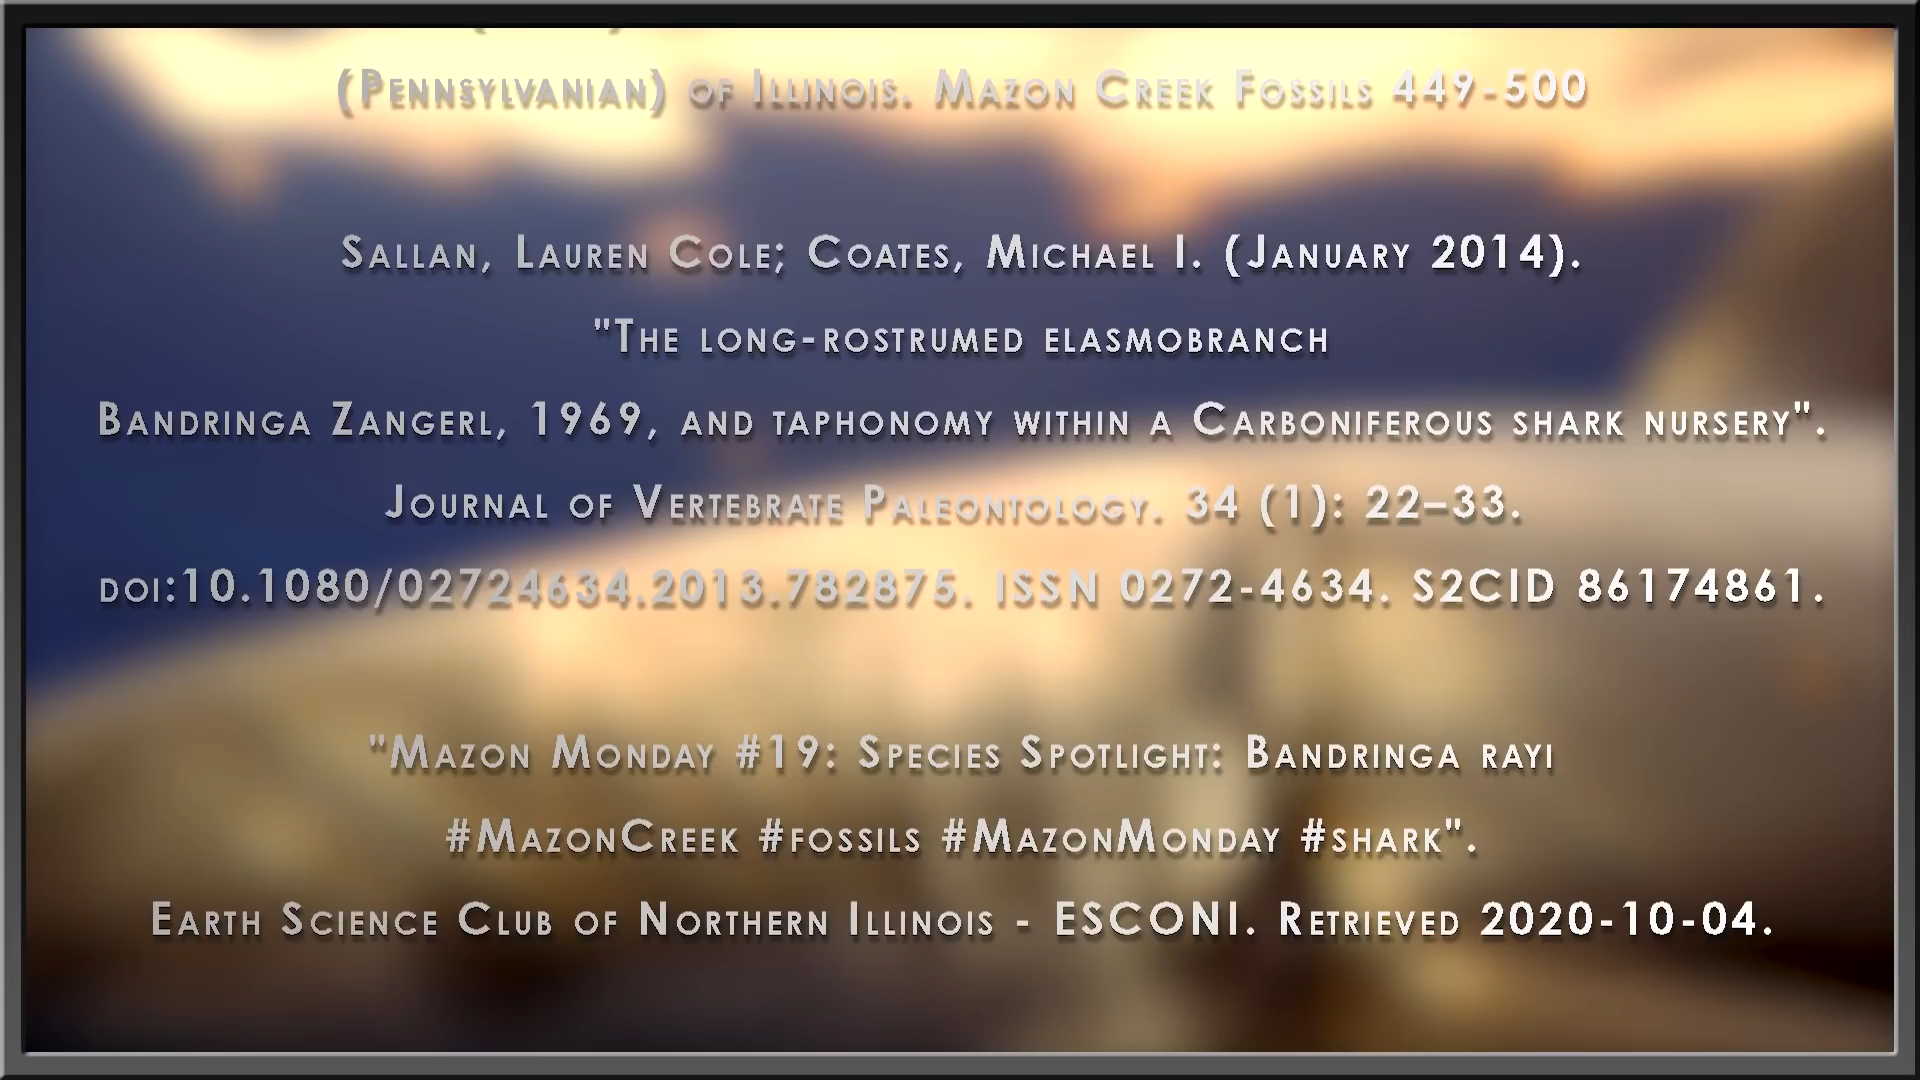 (Pennsylvanian) of Illinois. Mazon Creek Fossils 449-500
Sallan, Lauren Cole; Coates, Michael I. (January 2014).
"The long-rostrumed elasmobranch
Bandringa Zangerl, 1969, and taphonomy within a Carboniferous shark nursery".
Journal of Vertebrate Paleontology. 34 (1): 22–33.
doi:10.1080/02724634.2013.782875. ISSN 0272-4634. S2CID 86174861.
"Mazon Monday #19: Species Spotlight: Bandringa rayi
#MazonCreek #fossils #MazonMonday #shark".
Earth Science Club of Northern Illinois - ESCONI. Retrieved 2020-10-04.